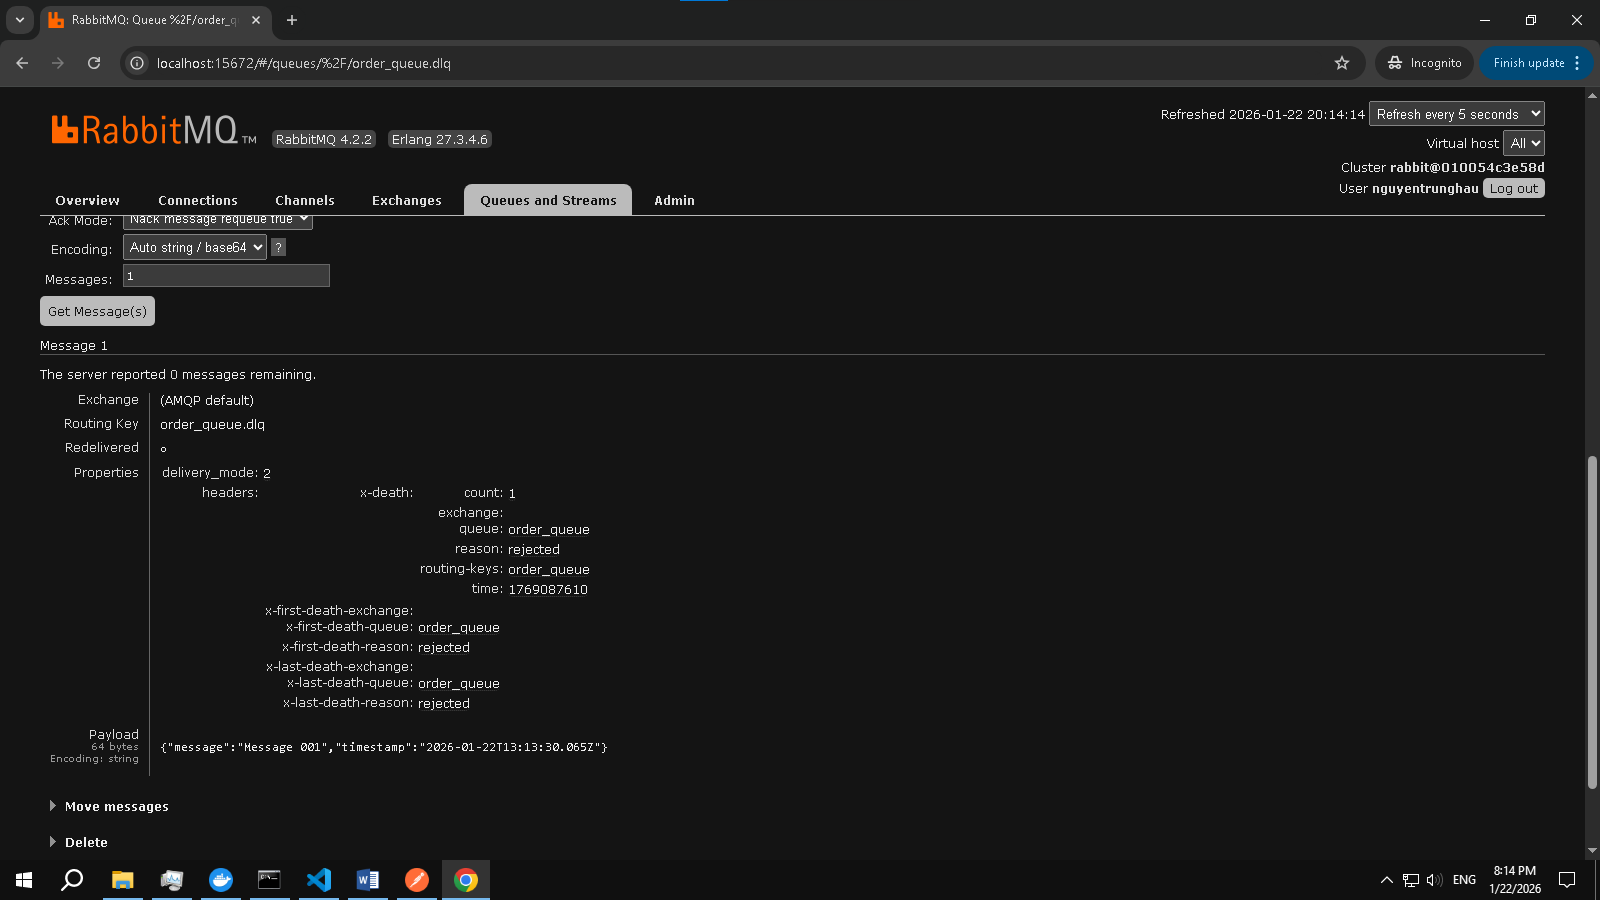 RabbitMQ: Queue %2F/order_q
localhost:15672/#/queues/%2F/order_queue.dlq
Incognito
Finish update
RabbitMQ TM
RabbitMQ 4.2.2
Erlang 27.3.4.6
Refreshed 2026-01-22 20:14:14
Refresh every 5 seconds
Virtual host
All
Cluster rabbit@010054c3e58d
User nguyentrunghau
Log out
Overview
Connections
Channels
Exchanges
Queues and Streams
Admin
Ack Mode:
Nack message requeue true
Encoding:
Auto string / base64
?
Messages:
1
Get Message(s)
Message 1
The server reported 0 messages remaining.
Exchange
(AMQP default)
Routing Key
order_queue.dlq
Redelivered
○
Properties
delivery_mode: 2
headers:
x-death:
count: 1
exchange:
queue: order_queue
reason: rejected
routing-keys: order_queue
time: 1769087610
x-first-death-exchange:
x-first-death-queue: order_queue
x-first-death-reason: rejected
x-last-death-exchange:
x-last-death-queue: order_queue
x-last-death-reason: rejected
Payload
64 bytes
Encoding: string
{"message":"Message 001","timestamp":"2026-01-22T13:13:30.065Z"}
Move messages
Delete
ENG
8:14 PM
1/22/2026